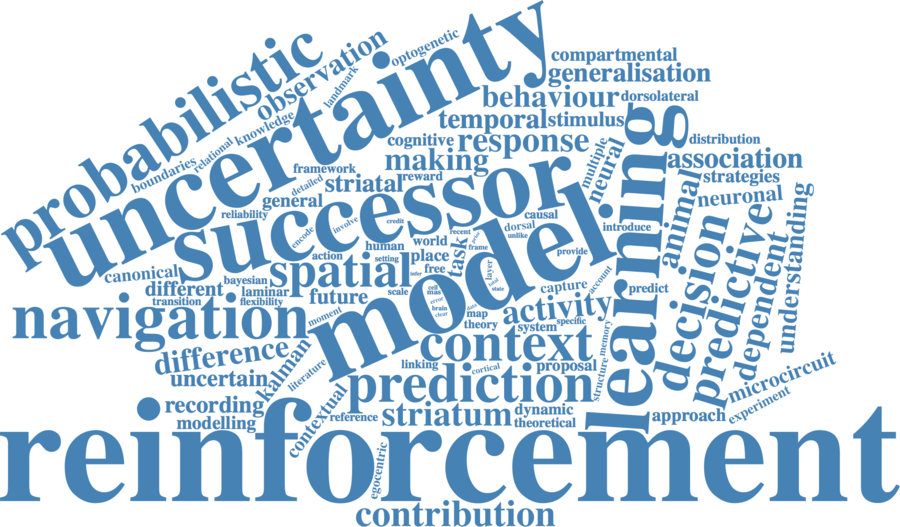 probabilistic
uncertainty
observation
optogenetic
landmark
knowledge
relational
boundaries
compartmental
generalisation
behaviour
dorsolateral
temporal
stimulus
cognitive
response
making
framework
detailed
striatal
reward
general
reliability
successor
encode
involve
credit
causal
multiple
neural
learning
distribution
association
strategies
neuronal
animal
introduce
dorsal
unlike
recent
frame
task
world
human
action
setting
place
canonical
different
bayesian
laminar
transition
flexibility
spatial
free
infer
scale
future
model
layer
provide
capture
account
predict
decision
predictive
dependent
understanding
navigation
moment
cell
error
brain
clear
map
data
theory
activity
system
specific
memory
structure
difference
uncertain
kalman
literature
context
linking
cortical
proposal
prediction
recording
modelling
contextual
reference
striatum
dynamic
theoretical
approach
microcircuit
experiment
reinforcement
egocentric
contribution